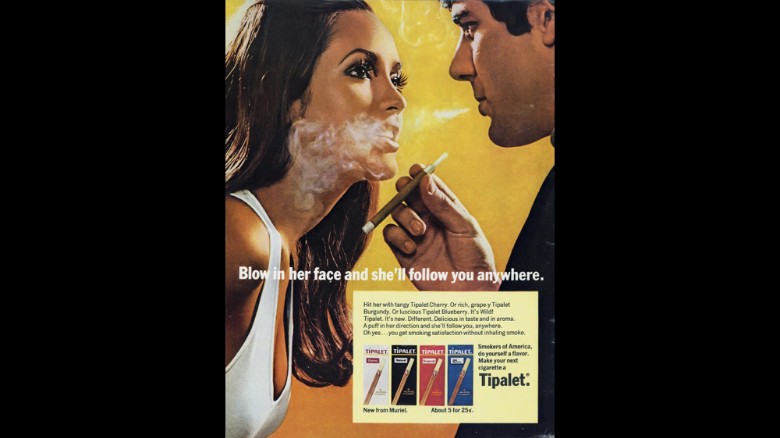 Blow in her face and she'll follow you anywhere.
Hit her with tangy Tipalet Cherry. Or rich, grape-y Tipalet
Burgundy. Or luscious Tipalet Blueberry. It's Wild!
Tipalet. It's new. Different. Delicious in taste and in aroma.
A puff in her direction and she'll follow you, anywhere.
Oh yes... you get smoking satisfaction without inhaling smoke.
Smokers of America,
do yourself a flavor.
Make your next
cigarette a
Tipalet.
TIPALET
TIPALET
TIPALET
TIPALET
New from Muriel.
About 5 for 25¢.